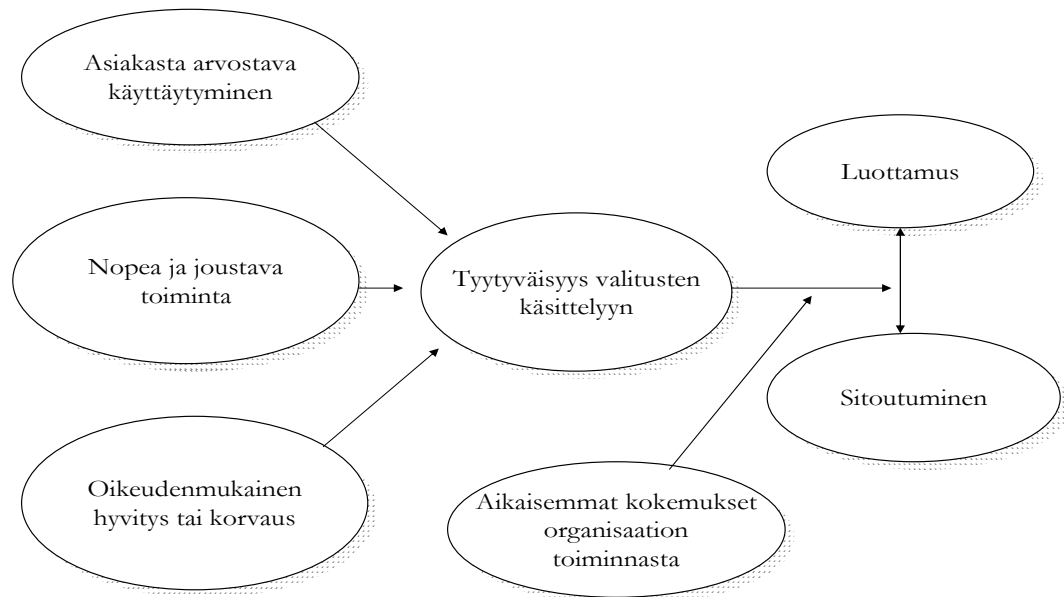 Asiakasta arvostava
käyttäytyminen
Nopea ja joustava
toiminta
Oikeudenmukainen
hyvitys tai korvaus
Tyytyväisyys valitusten
käsittelyyn
Aikaisemmat kokemukset
organisaation
toiminnasta
Luottamus
Sitoutuminen